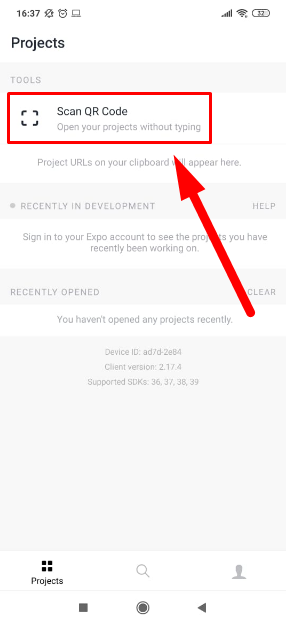 16:37
32
Projects
TOOLS
Scan QR Code
Open your projects without typing
Project URLs on your clipboard will appear here.
RECENTLY IN DEVELOPMENT HELP
Sign in to your Expo account to see the projects you have
recently been working on.
RECENTLY OPENED CLEAR
You haven't opened any projects recently.
Device ID: ad7d-2e84
Client version: 2.17.4
Supported SDKs: 36, 37, 38, 39
Projects